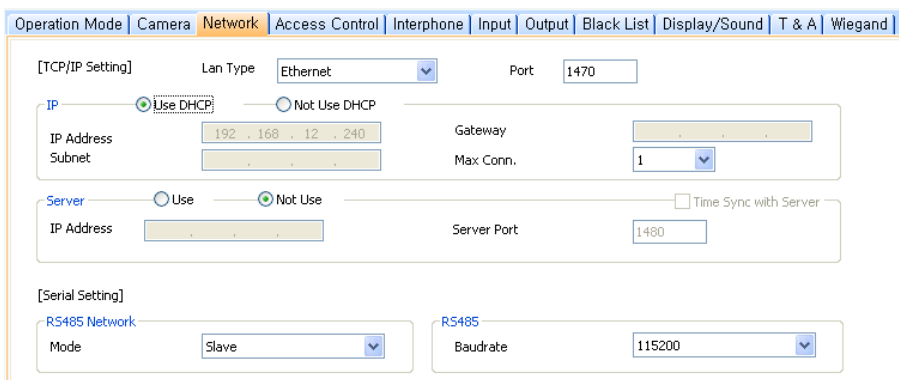 Operation Mode Camera Network Access Control Interphone Input Output Black List Display/Sound T & A Wiegand
[TCP/IP Setting] Lan Type Ethernet Port 1470
IP Use DHCP Not Use DHCP
IP Address 192 . 168 . 12 . 240 Gateway . . .
Subnet . . . Max Conn. 1
Server Use Not Use Time Sync with Server
IP Address . . . Server Port 1480
[Serial Setting]
RS485 Network RS485
Mode Slave Baudrate 115200